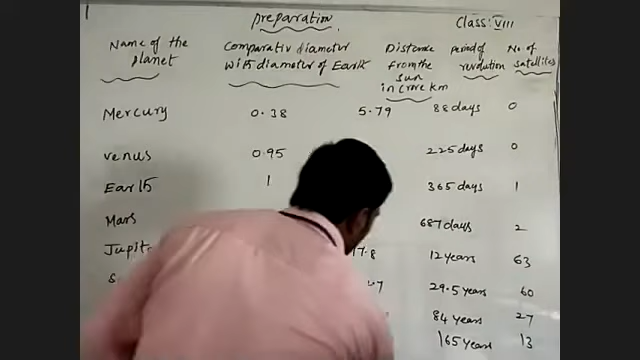 preparation
Class: VIII
Name of the planet
Comparativ diameter with diameter of Earth
Distance from the sun in crore km
period of revolution
No. of satellites
Mercury 0.38 5.79 88 days 0
venus 0.95 225 days 0
Earth 1 365 days 1
Mars 687 days 2
Jupit 7.8 12 years 63
S .7 29.5 years 60
84 years 27
165 years 13